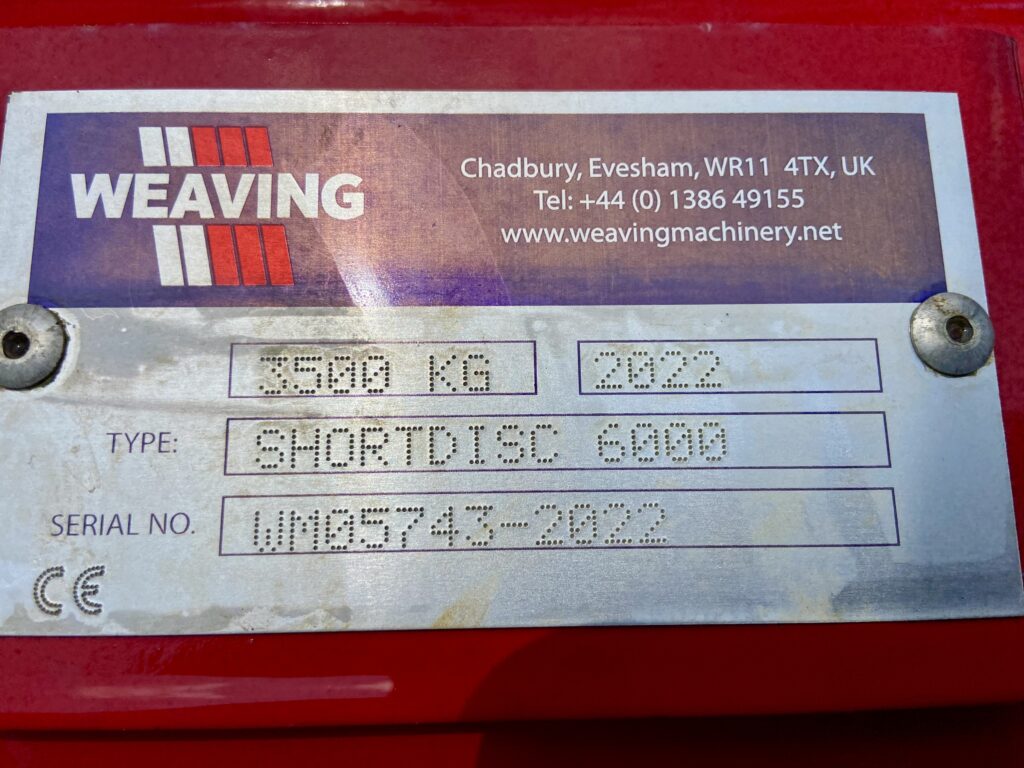 WEAVING
Chadbury, Evesham, WR11 4TX, UK
Tel: +44 (0) 1386 49155
www.weavingmachinery.net
3500 KG 2022
TYPE: SHORTDISC 6000
SERIAL NO. WM05743-2022
CE